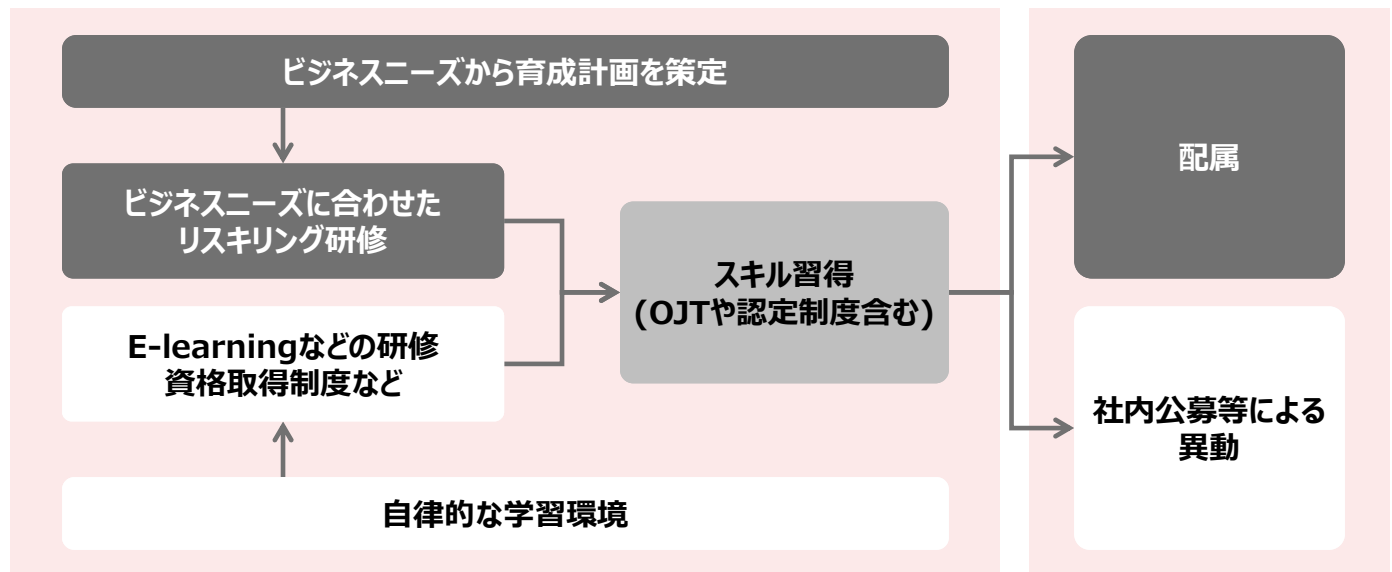 ビジネスニーズから育成計画を策定
ビジネスニーズに合わせた
リスキリング研修
E-learningなどの研修
資格取得制度など
自律的な学習環境
スキル習得
(OJTや認定制度含む)
配属
社内公募等による
異動